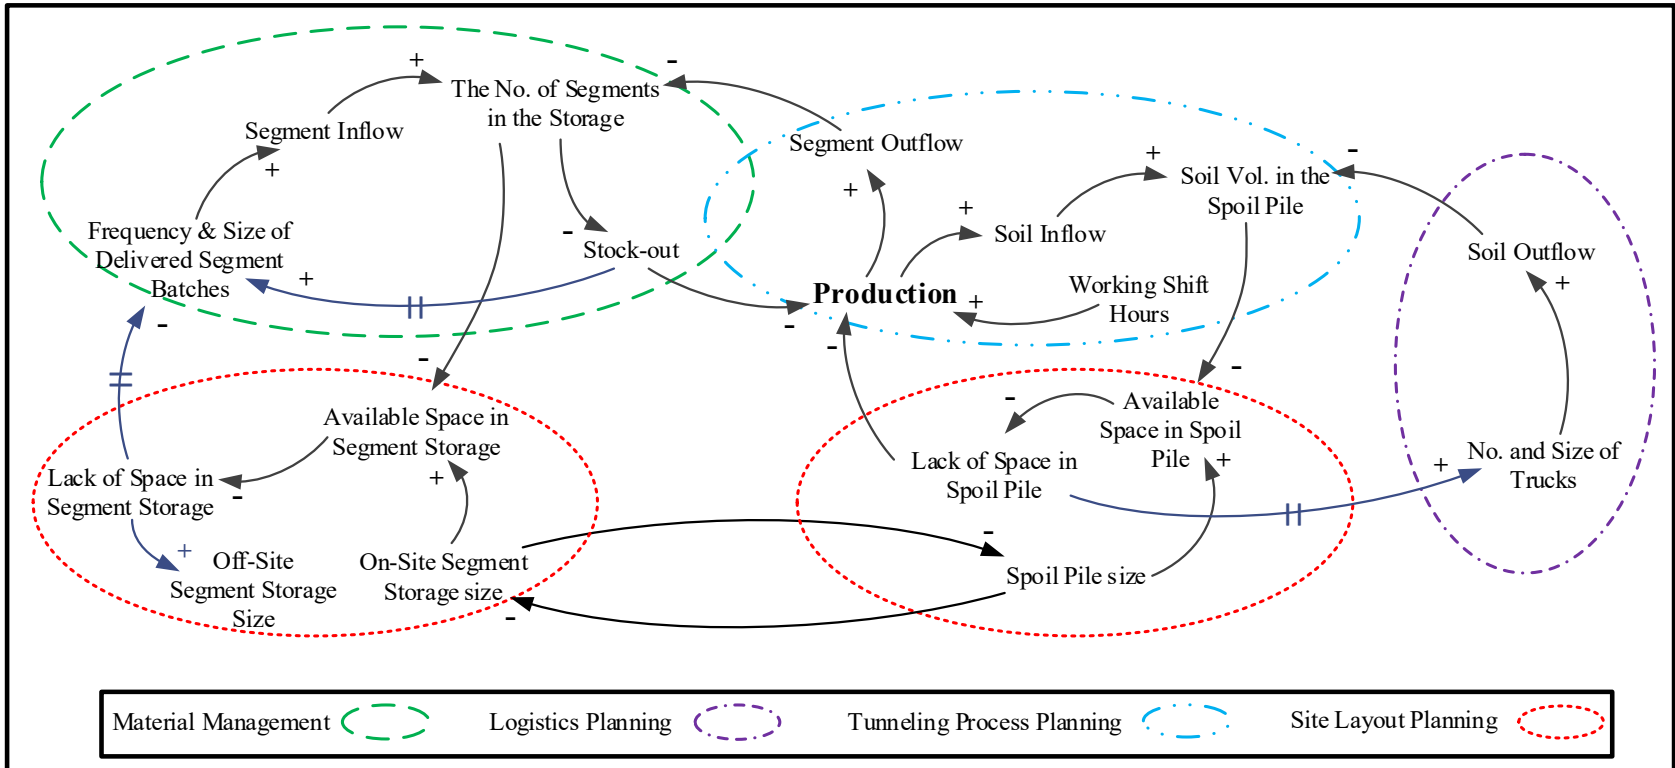 The No. of Segments
in the Storage
Segment Inflow
Frequency & Size of
Delivered Segment
Batches
Stock-out
Segment Outflow
Soil Inflow
Soil Vol. in the
Spoil Pile
Production
Working Shift
Hours
Soil Outflow
No. and Size of
Trucks
Available Space in
Segment Storage
Lack of Space in
Segment Storage
Off-Site
Segment Storage
Size
On-Site Segment
Storage size
Available
Space in Spoil
Pile
Lack of Space in
Spoil Pile
Spoil Pile size
+
+
-
-
-
+
-
-
+
+
+
+
-
-
+
+
-
-
-
+
+
-
+
+
-
-
Material Management
Logistics Planning
Tunneling Process Planning
Site Layout Planning